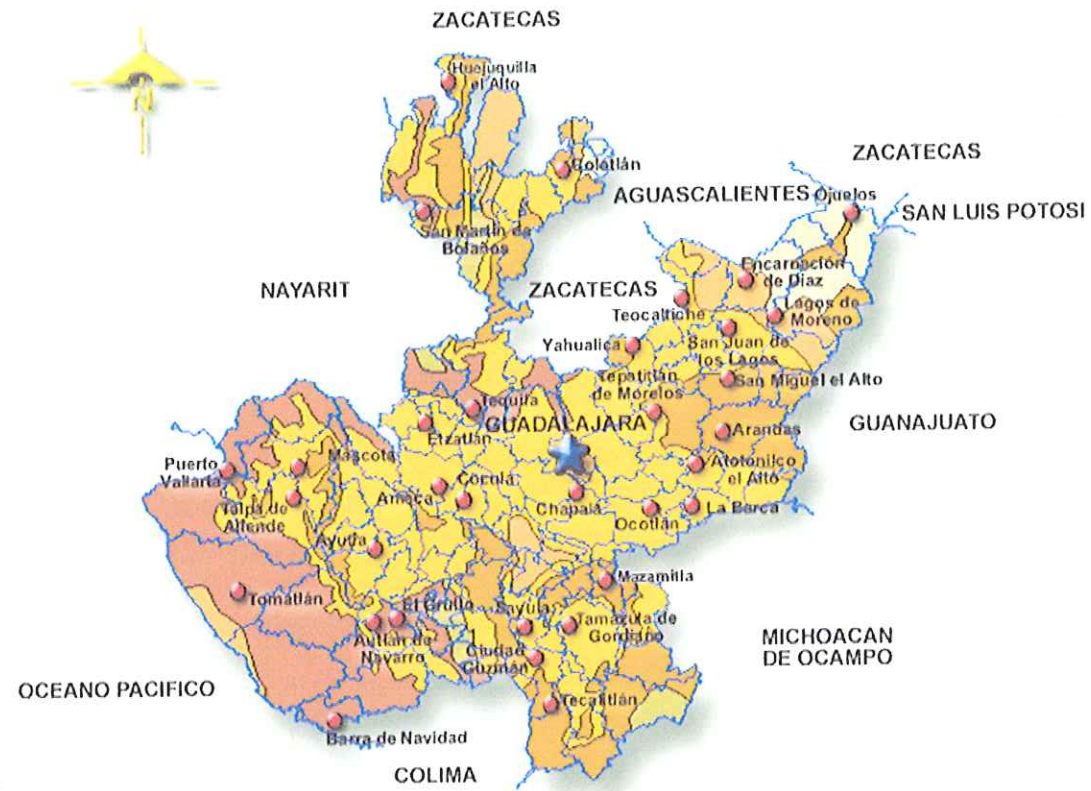 ZACATECAS
N
Huejuquilla
el Alto
Colotlán
ZACATECAS
AGUASCALIENTES
Ojuelos
SAN LUIS POTOSI
San Martín de
Bolaños
NAYARIT
ZACATECAS
Encarnación
de Diaz
Teocaltiche
Lagos de
Moreno
Yahualica
San Juan de
los Lagos
Tepatitlán
de Morelos
San Miguel el Alto
Tequila
GUADALAJARA
Etzatlán
Arandas
GUANAJUATO
Puerto
Vallarta
Mascota
Atotonilco
el Alto
Ameca
Cocula
Talpa de
Allende
Chapala
Ocotlán
La Barca
Ayutla
Mazamitla
Tomatlán
El Grullo
Sayula
Tamazula de
Gordiano
Autlán de
Navarro
Ciudad
Guzmán
MICHOACAN
DE OCAMPO
OCEANO PACIFICO
Tecalitlán
Barra de Navidad
COLIMA